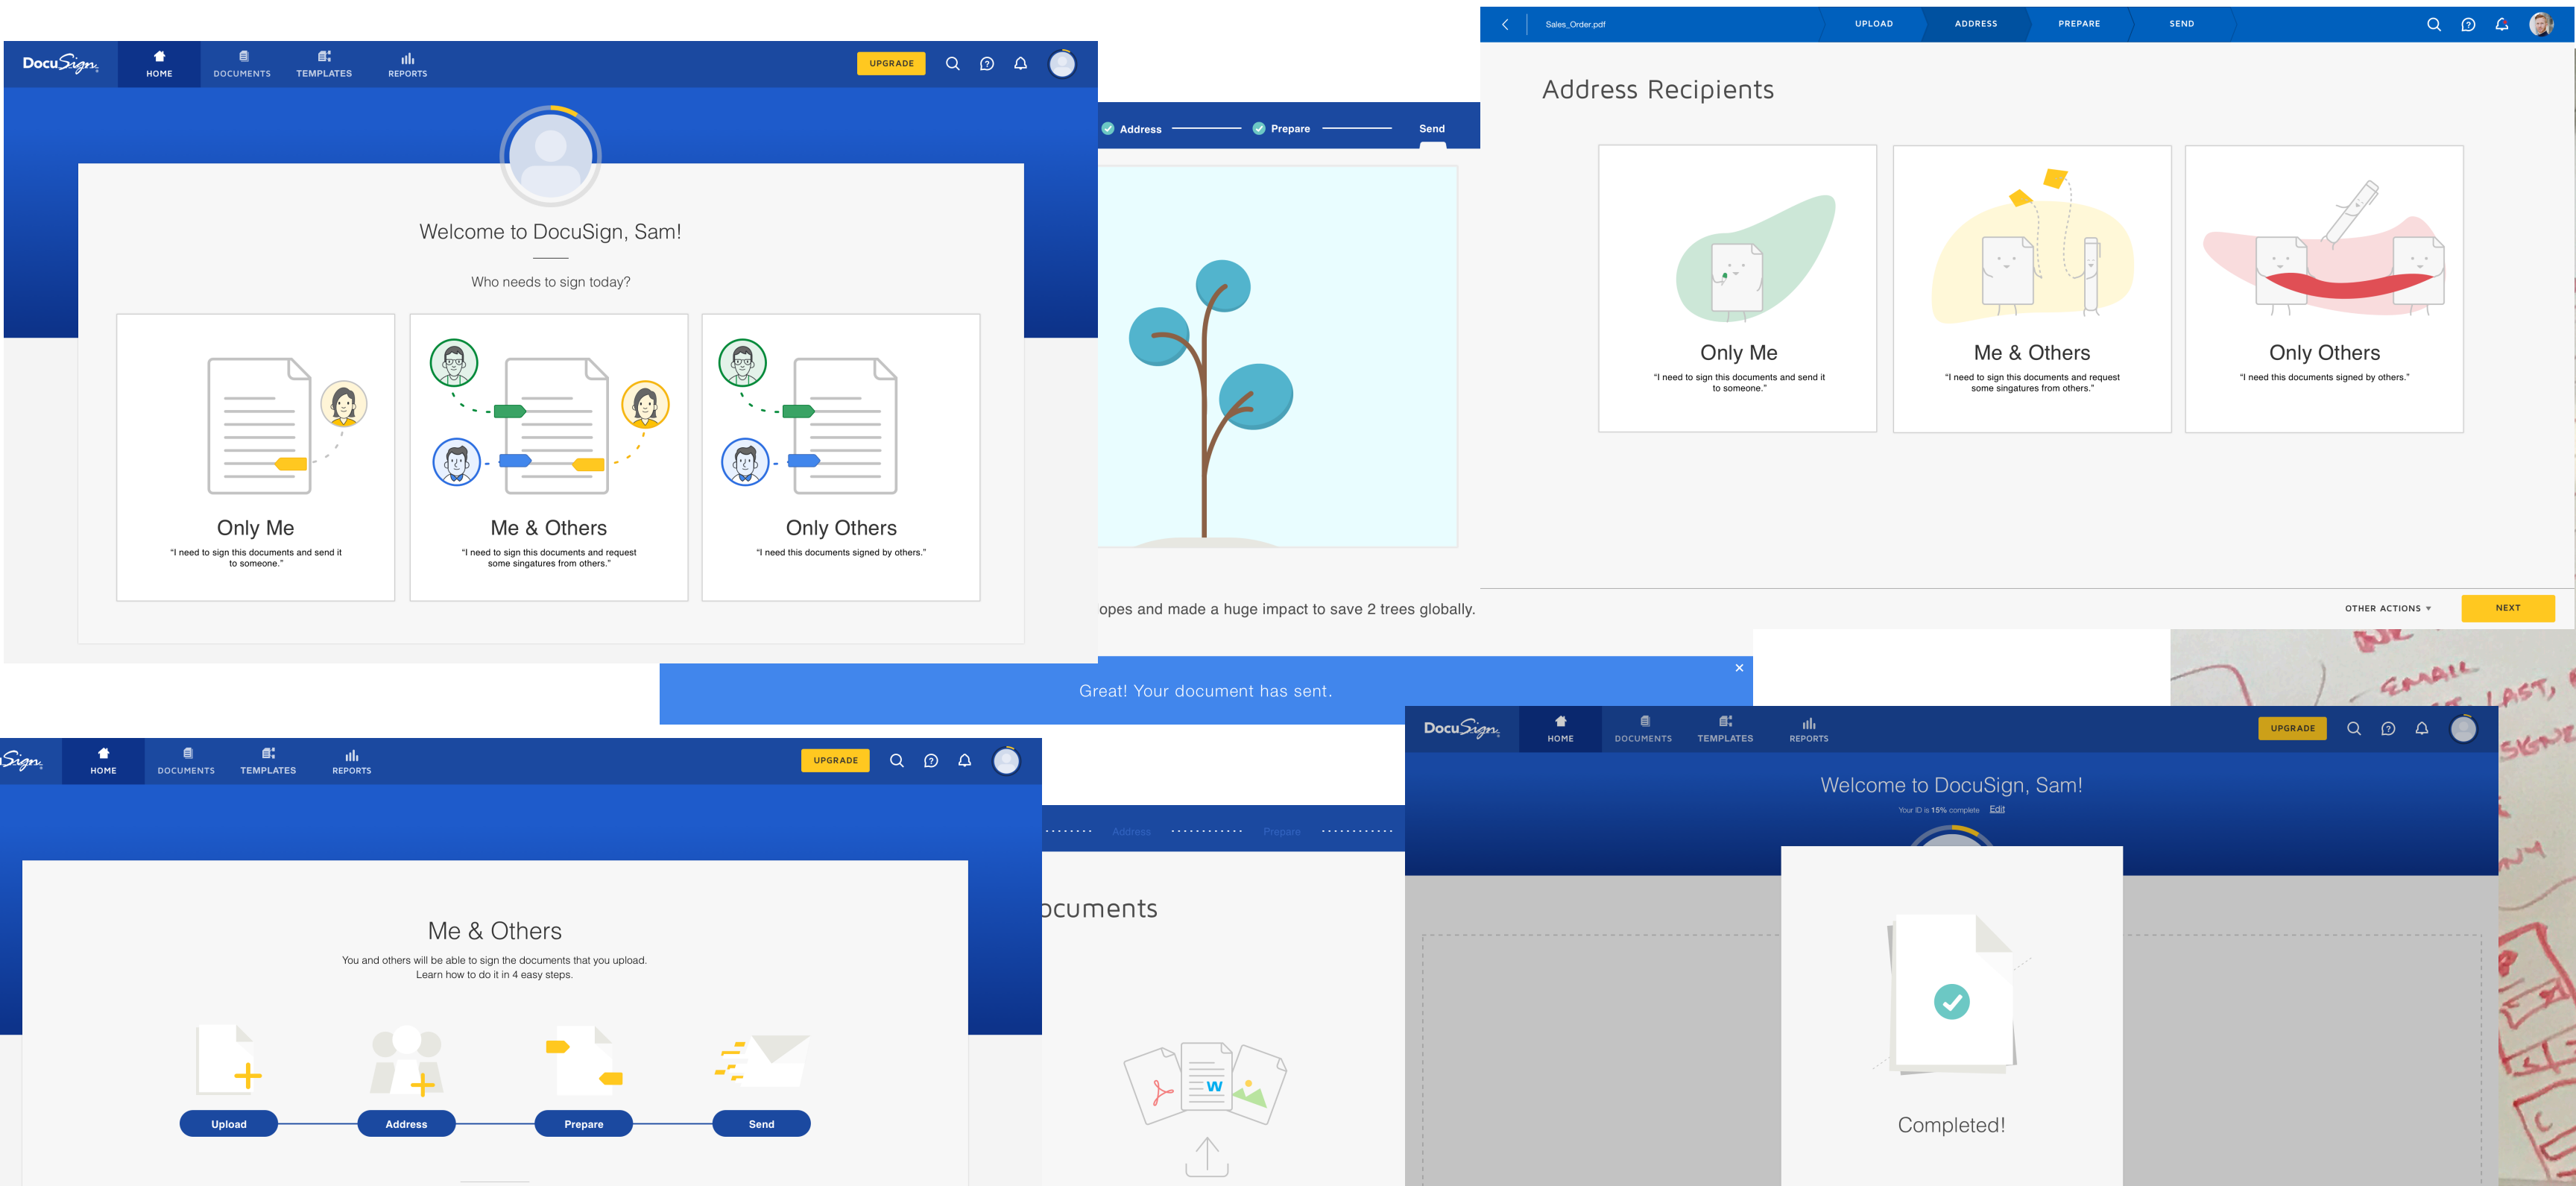 DocuSign
HOME
DOCUMENTS
TEMPLATES
REPORTS
UPGRADE
Welcome to DocuSign, Sam!
Who needs to sign today?
Only Me
“I need to sign this documents and send it
to someone.”
Me & Others
“I need to sign this documents and request
some singatures from others.”
Only Others
“I need this documents signed by others.”
Address
Prepare
Send
opes and made a huge impact to save 2 trees globally.
Sales_Order.pdf
UPLOAD
ADDRESS
PREPARE
SEND
Address Recipients
Only Me
“I need to sign this documents and send it
to someone.”
Me & Others
“I need to sign this documents and request
some singatures from others.”
Only Others
“I need this documents signed by others.”
OTHER ACTIONS
NEXT
Great! Your document has sent.
Sign
HOME
DOCUMENTS
TEMPLATES
REPORTS
UPGRADE
Me & Others
You and others will be able to sign the documents that you upload.
Learn how to do it in 4 easy steps.
Upload
Address
Prepare
Send
Address
Prepare
ocuments
W
DocuSign
HOME
DOCUMENTS
TEMPLATES
REPORTS
UPGRADE
Welcome to DocuSign, Sam!
Your ID is 15% complete Edit
Completed!
EMAIL
LAST,